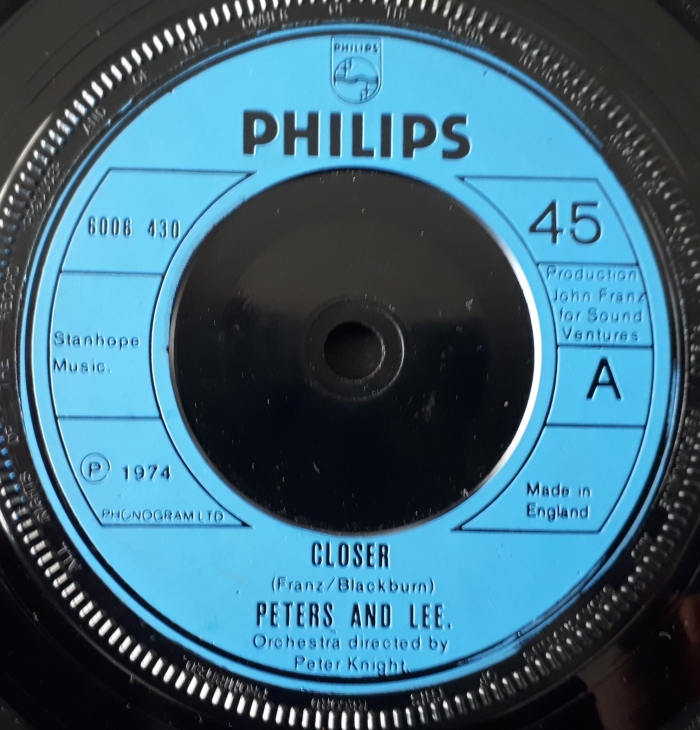 PHILIPS
PHILIPS
6006 430
45
Production
John Franz
for Sound
Ventures
Stanhope
Music.
A
Ⓟ 1974
PHONOGRAM LTD
Made in
England
CLOSER
(Franz/Blackburn)
PETERS AND LEE.
Orchestra directed by
Peter Knight.